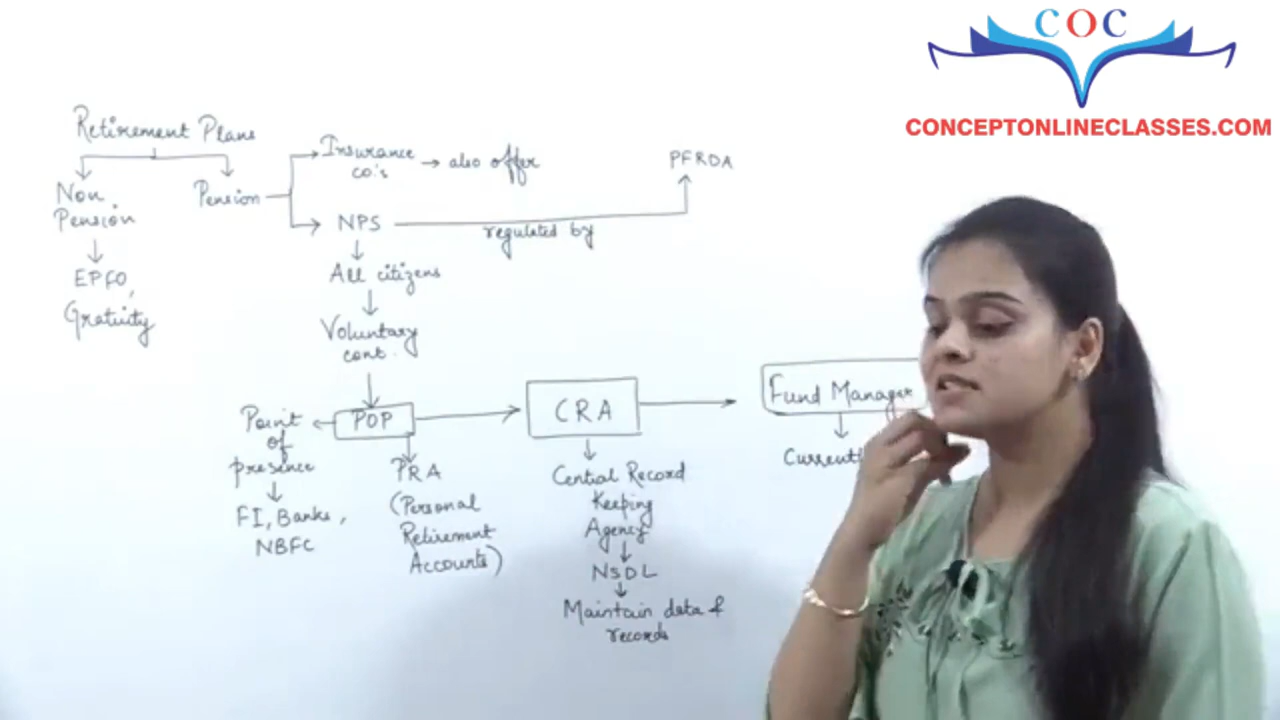 COC
CONCEPTONLINECLASSES.COM
Retirement Plans
Non
Pension
EPFO,
Gratuity
Pension
Insurance
co's
also offer
NPS
regulated by
PFRDA
All citizens
Voluntary
cont.
POP
Point
of
presence
FI, Banks,
NBFC
PRA
(Personal
Retirement
Accounts)
CRA
Central Record
Keeping
Agency
NSDL
Maintain data &
records
Fund Manager